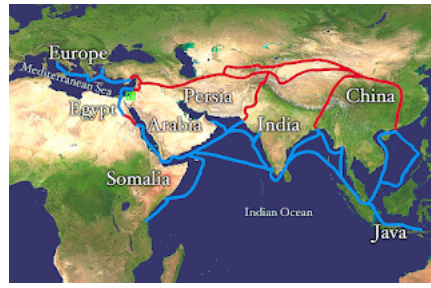 Europe
Mediterranean Sea
Egypt
Persia
China
Arabia
India
Somalia
Indian Ocean
Java